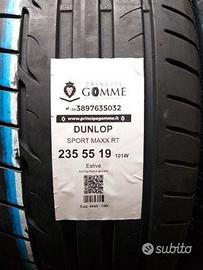 PRINCIPE
GOMME
3897635032
www.principegomme.it
DUNLOP
SPORT MAXX RT
235 55 19 101W
Estive
subito